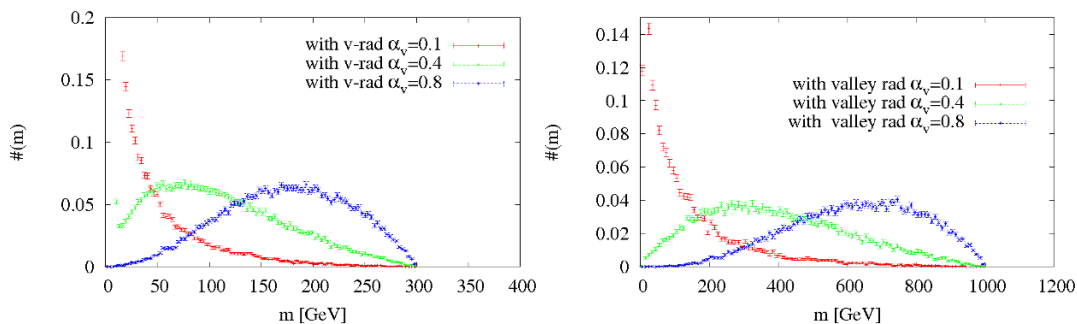 with v-rad α_v=0.1
with v-rad α_v=0.4
with v-rad α_v=0.8
#(m)
0.2
0.15
0.1
0.05
0
0 50 100 150 200 250 300 350 400
m [GeV]
with valley rad α_v=0.1
with valley rad α_v=0.4
with valley rad α_v=0.8
#(m)
0.14
0.12
0.1
0.08
0.06
0.04
0.02
0
0 200 400 600 800 1000 1200
m [GeV]